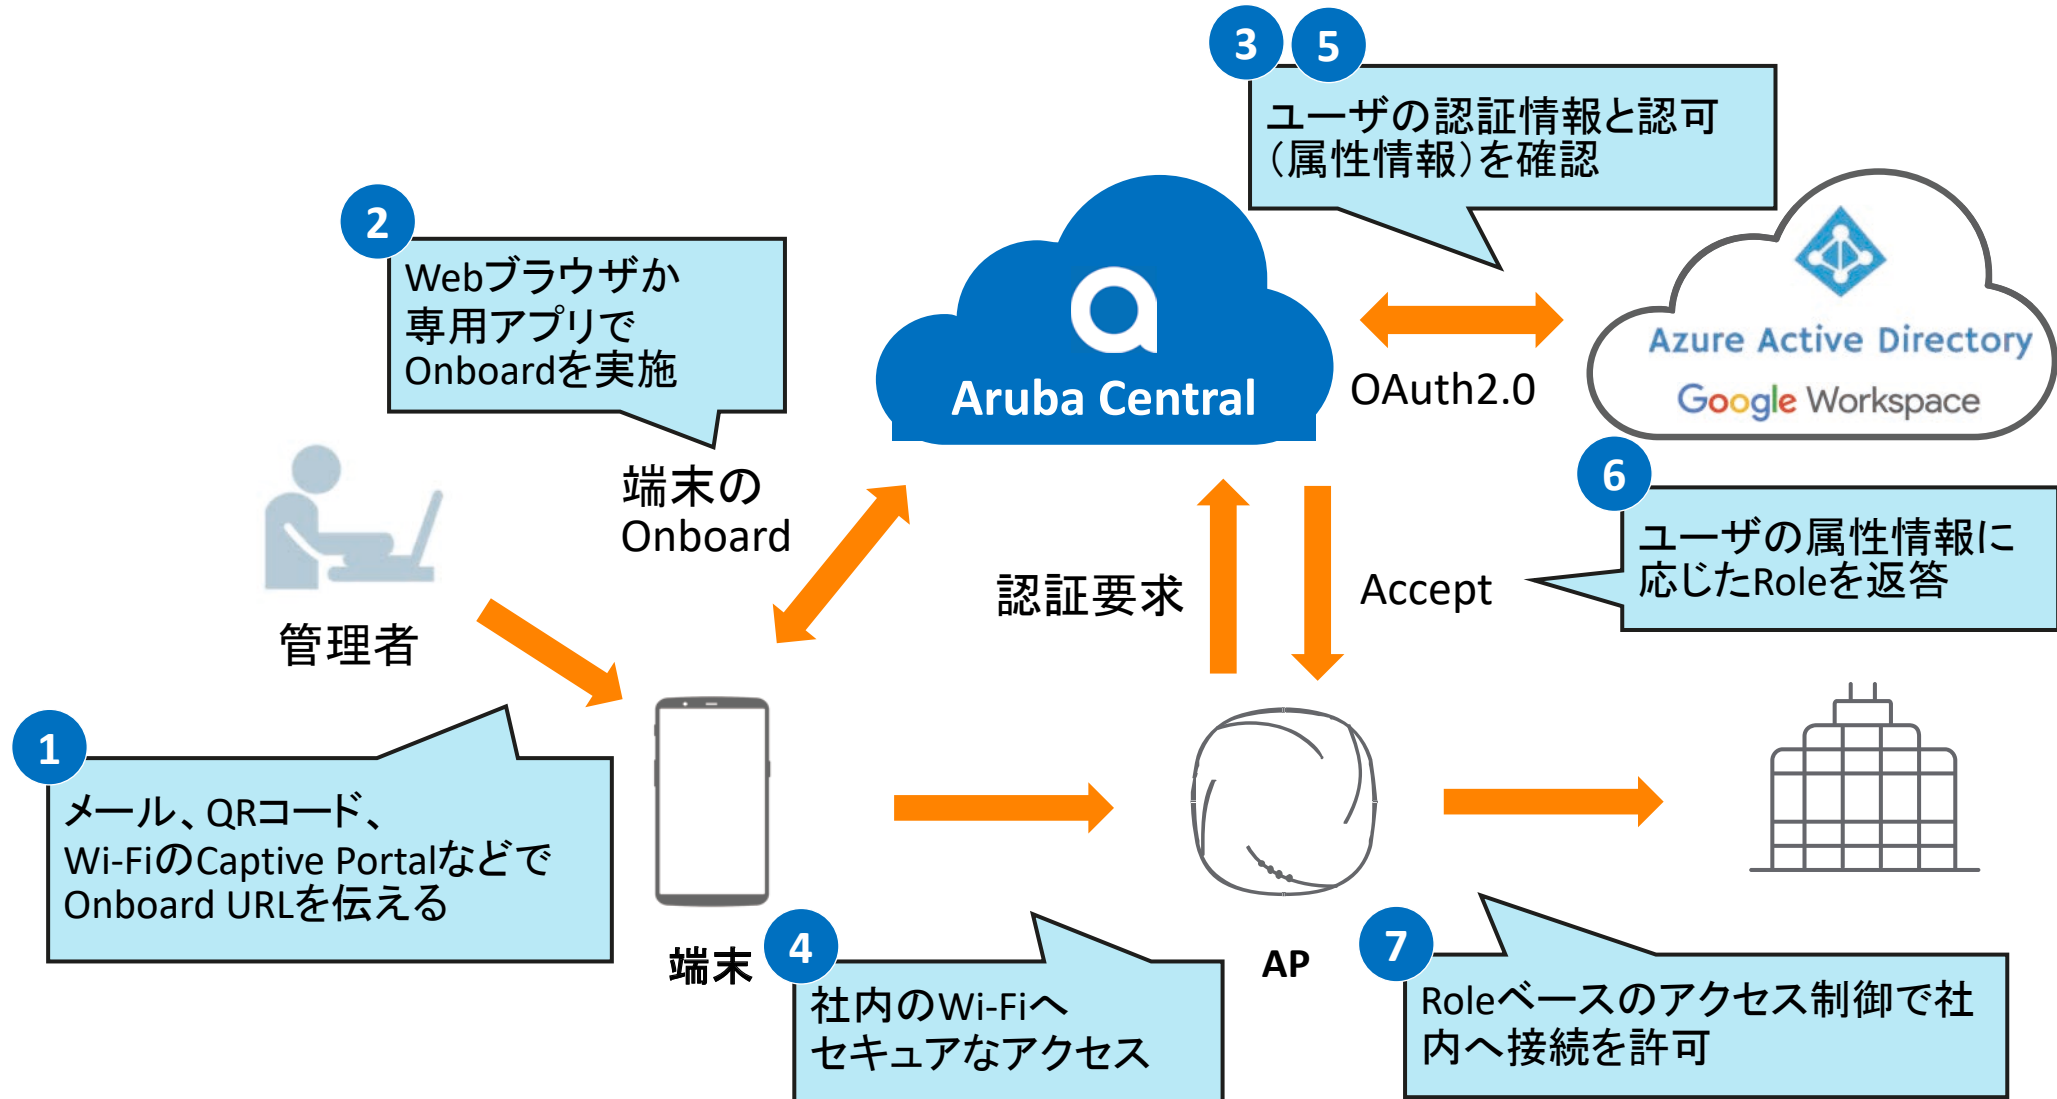 3
5
ユーザの認証情報と認可
(属性情報)を確認
2
Webブラウザか
専用アプリで
Onboardを実施
Aruba Central
OAuth2.0
Azure Active Directory
Google Workspace
端末の
Onboard
6
ユーザの属性情報に
応じたRoleを返答
認証要求
Accept
管理者
1
メール、QRコード、
Wi-FiのCaptive Portalなどで
Onboard URLを伝える
端末
4
社内のWi-Fiへ
セキュアなアクセス
AP
7
Roleベースのアクセス制御で社
内へ接続を許可